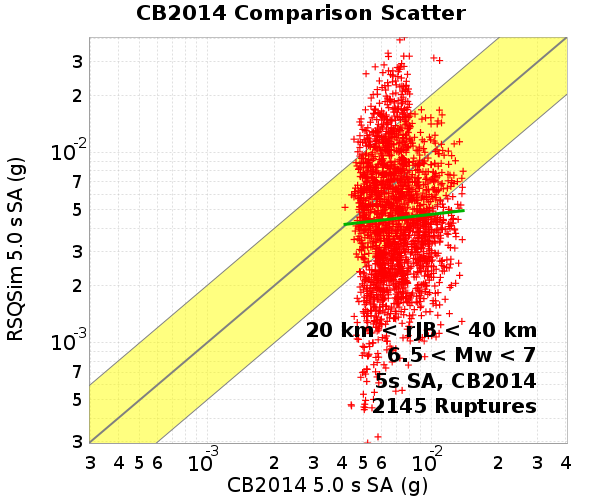 CB2014 Comparison Scatter
RSQSim 5.0 s SA (g)
3
2
10-2
7
5
3
2
10-3
7
5
3
20 km < rJB < 40 km
6.5 < Mw < 7
5s SA, CB2014
2145 Ruptures
3 4 5 6 10-3 2 3 4 5 6 10-2 2 3 4
CB2014 5.0 s SA (g)